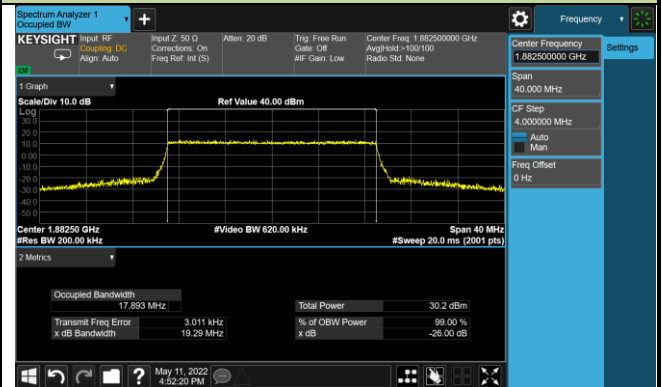 Spectrum Analyzer 1
Occupied BW
+
Frequency
KEYSIGHT
Input: RF
Coupling: DC
Align: Auto
Input Z: 50 Ω
Corrections: On
Freq Ref: Int (S)
Atten: 20 dB
Trig: Free Run
Gate: Off
#IF Gain: Low
Center Freq: 1.882500000 GHz
Avg|Hold:>100/100
Radio Std: None
Center Frequency
1.882500000 GHz
Settings
Span
40.000 MHz
CF Step
4.000000 MHz
Auto
Man
Freq Offset
0 Hz
1 Graph
Scale/Div 10.0 dB
Ref Value 40.00 dBm
Log
30.0
20.0
10.0
0.00
-10.0
-20.0
-30.0
-40.0
-50.0
Center 1.88250 GHz
#Video BW 620.00 kHz
Span 40 MHz
#Res BW 200.00 kHz
#Sweep 20.0 ms (2001 pts)
2 Metrics
Occupied Bandwidth
17.893 MHz
Total Power 30.2 dBm
Transmit Freq Error 3.011 kHz
% of OBW Power 99.00 %
x dB Bandwidth 19.29 MHz
x dB -26.00 dB
?
May 11, 2022
4:52:20 PM